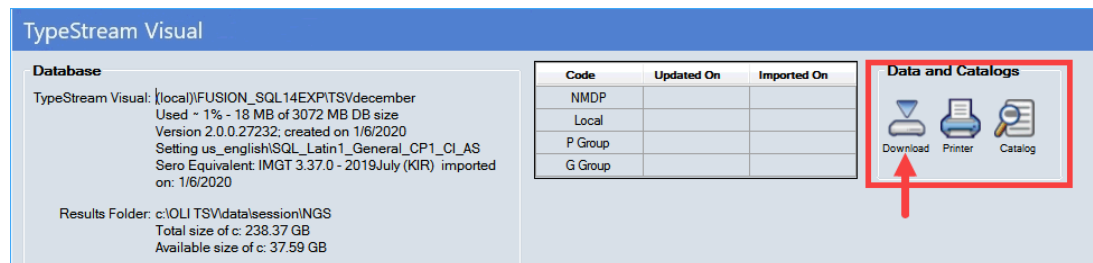 TypeStream Visual
Database
TypeStream Visual: (local)\FUSION_SQL14EXP\TSVdecember
Used ~ 1% - 18 MB of 3072 MB DB size
Version 2.0.0.27232; created on 1/6/2020
Setting us_english\SQL_Latin1_General_CP1_CI_AS
Sero Equivalent: IMGT 3.37.0 - 2019July (KIR) imported
on: 1/6/2020
Results Folder: c:\OLI TSV\data\session\NGS
Total size of c: 238.37 GB
Available size of c: 37.59 GB
Code Updated On Imported On
NMDP
Local
P Group
G Group
Data and Catalogs
Download Printer Catalog